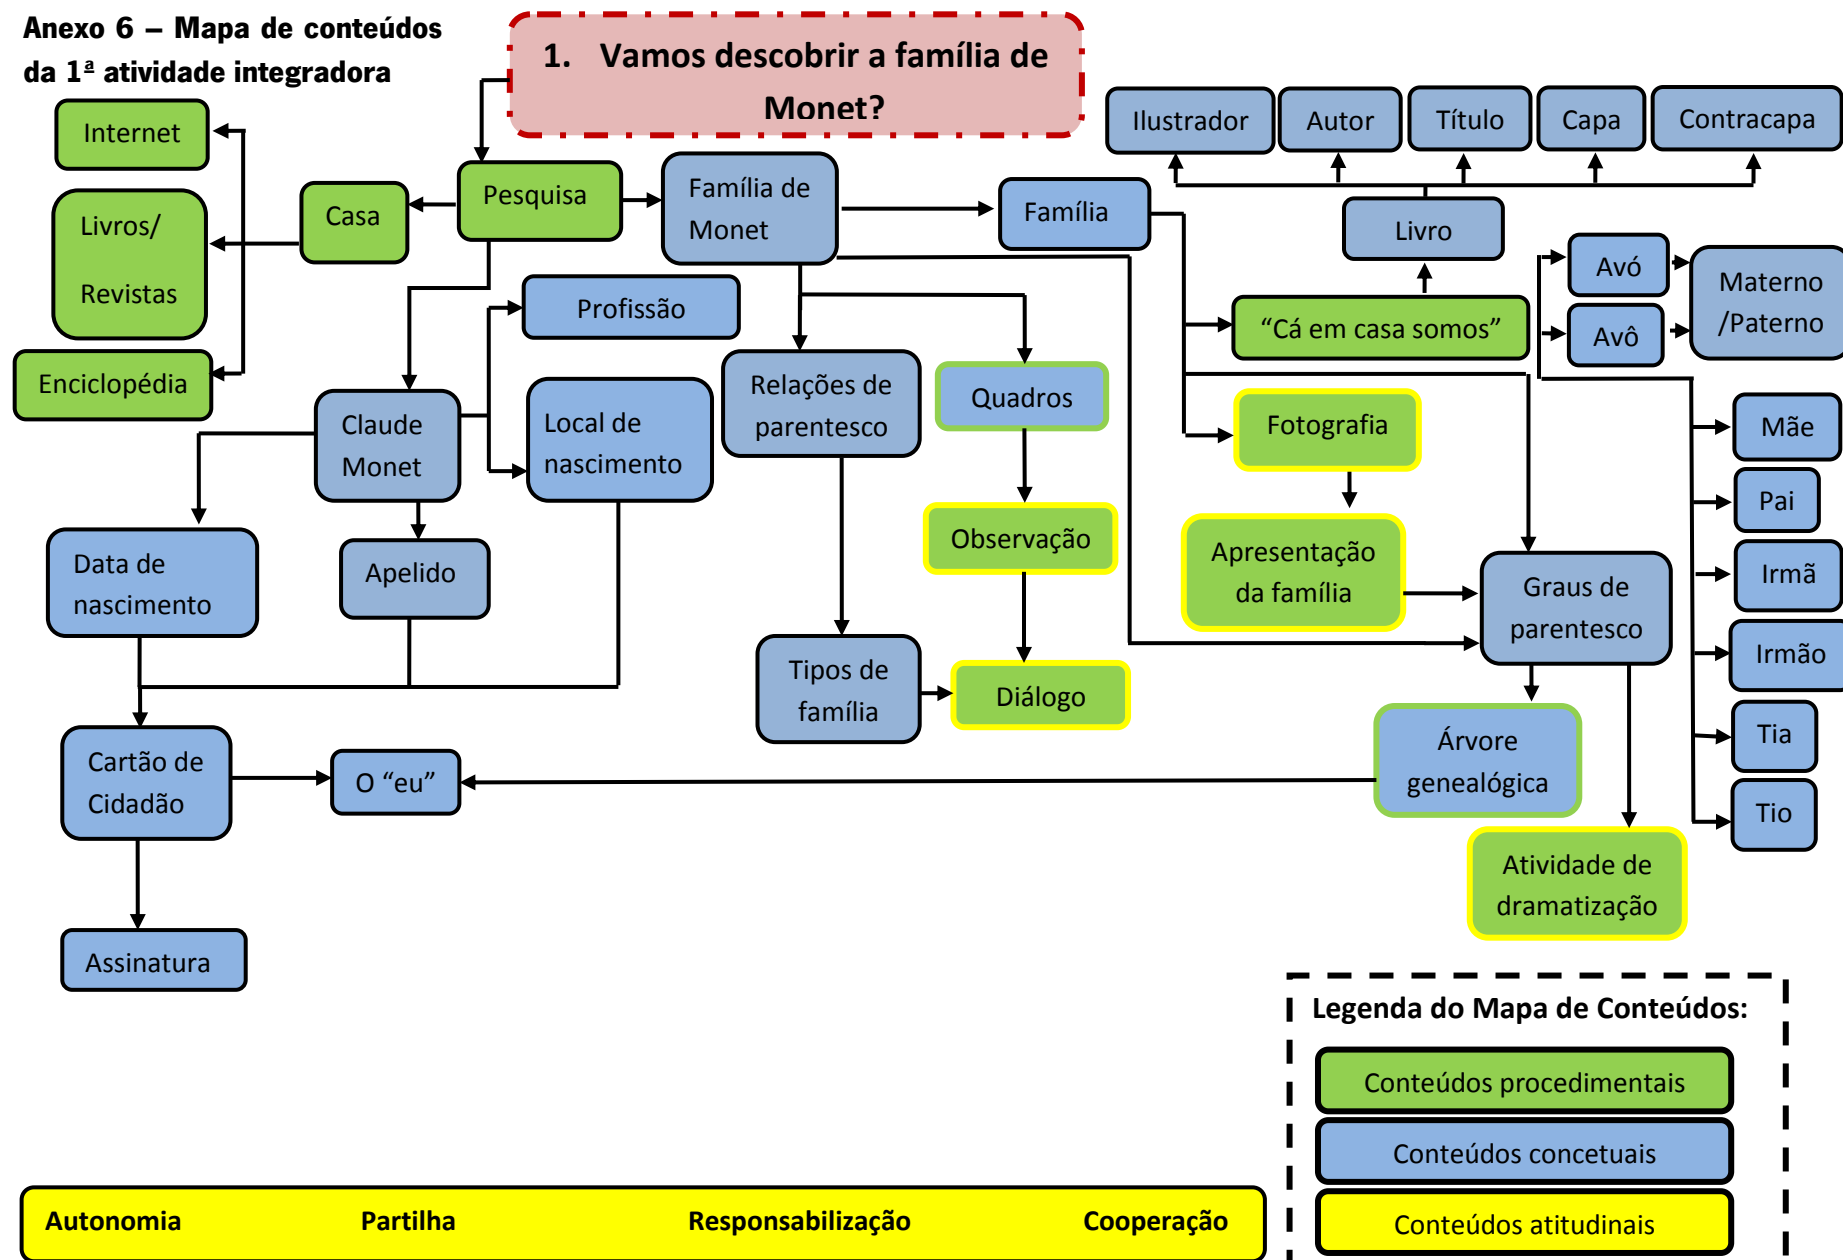 Anexo 6 – Mapa de conteúdos
da 1ª atividade integradora
1. Vamos descobrir a família de
Monet?
Internet
Livros/
Revistas
Enciclopédia
Casa
Pesquisa
Família de
Monet
Família
Ilustrador
Autor
Título
Capa
Contracapa
Livro
"Cá em casa somos"
Avó
Avô
Materno
/Paterno
Profissão
Claude
Monet
Local de
nascimento
Relações de
parentesco
Quadros
Fotografia
Mãe
Pai
Irmã
Irmão
Tia
Tio
Data de
nascimento
Apelido
Observação
Apresentação
da família
Graus de
parentesco
Tipos de
família
Diálogo
Cartão de
Cidadão
O "eu"
Árvore
genealógica
Atividade de
dramatização
Assinatura
Legenda do Mapa de Conteúdos:
Conteúdos procedimentais
Conteúdos concetuais
Conteúdos atitudinais
Autonomia Partilha Responsabilização Cooperação